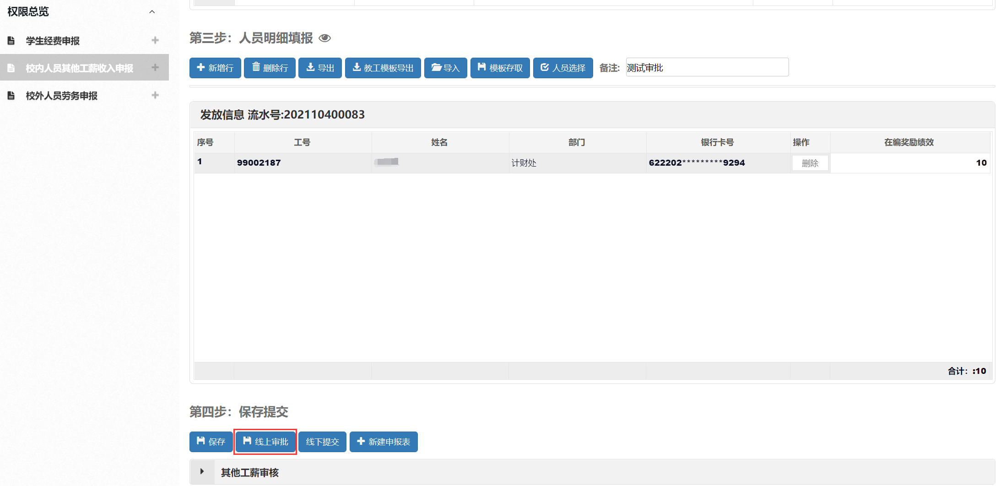 权限总览
学生经费申报
校内人员其他工薪收入申报
校外人员劳务申报
第三步：人员明细填报
新增行 删除行 导出 教工模板导出 导入 模板存取 人员选择 备注: 测试审批
发放信息 流水号:202110400083
序号 工号 姓名 部门 银行卡号 操作 在编奖励绩效
1 99002187 计财处 622202*********9294 删除 10
合计：:10
第四步：保存提交
保存 线上审批 线下提交 新建申报表
其他工薪审核